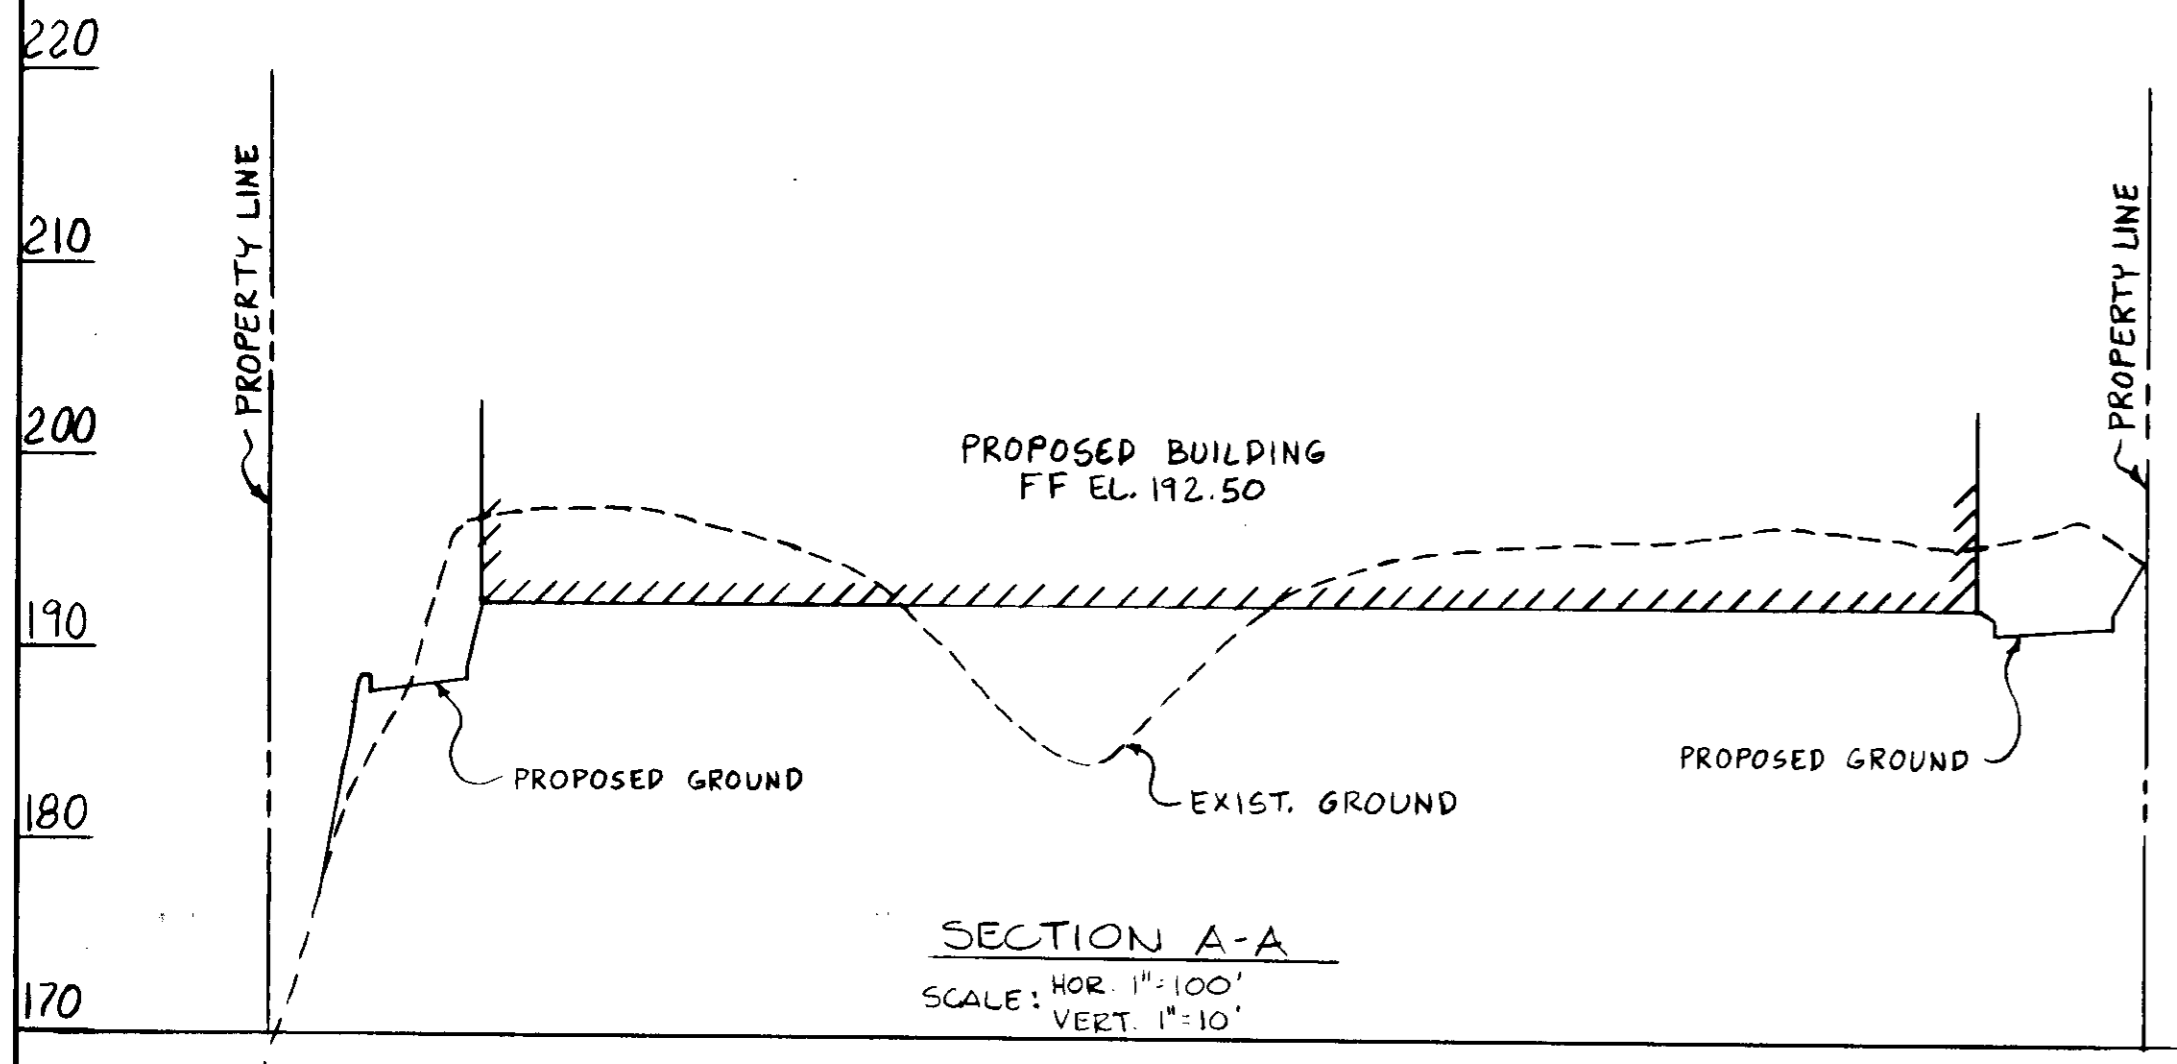 220
210
200
190
180
170
PROPERTY LINE
PROPERTY LINE
PROPOSED BUILDING
FF EL. 192.50
PROPOSED GROUND
EXIST. GROUND
PROPOSED GROUND
SECTION A-A
SCALE: HOR. 1"=100'
VERT. 1"=10'